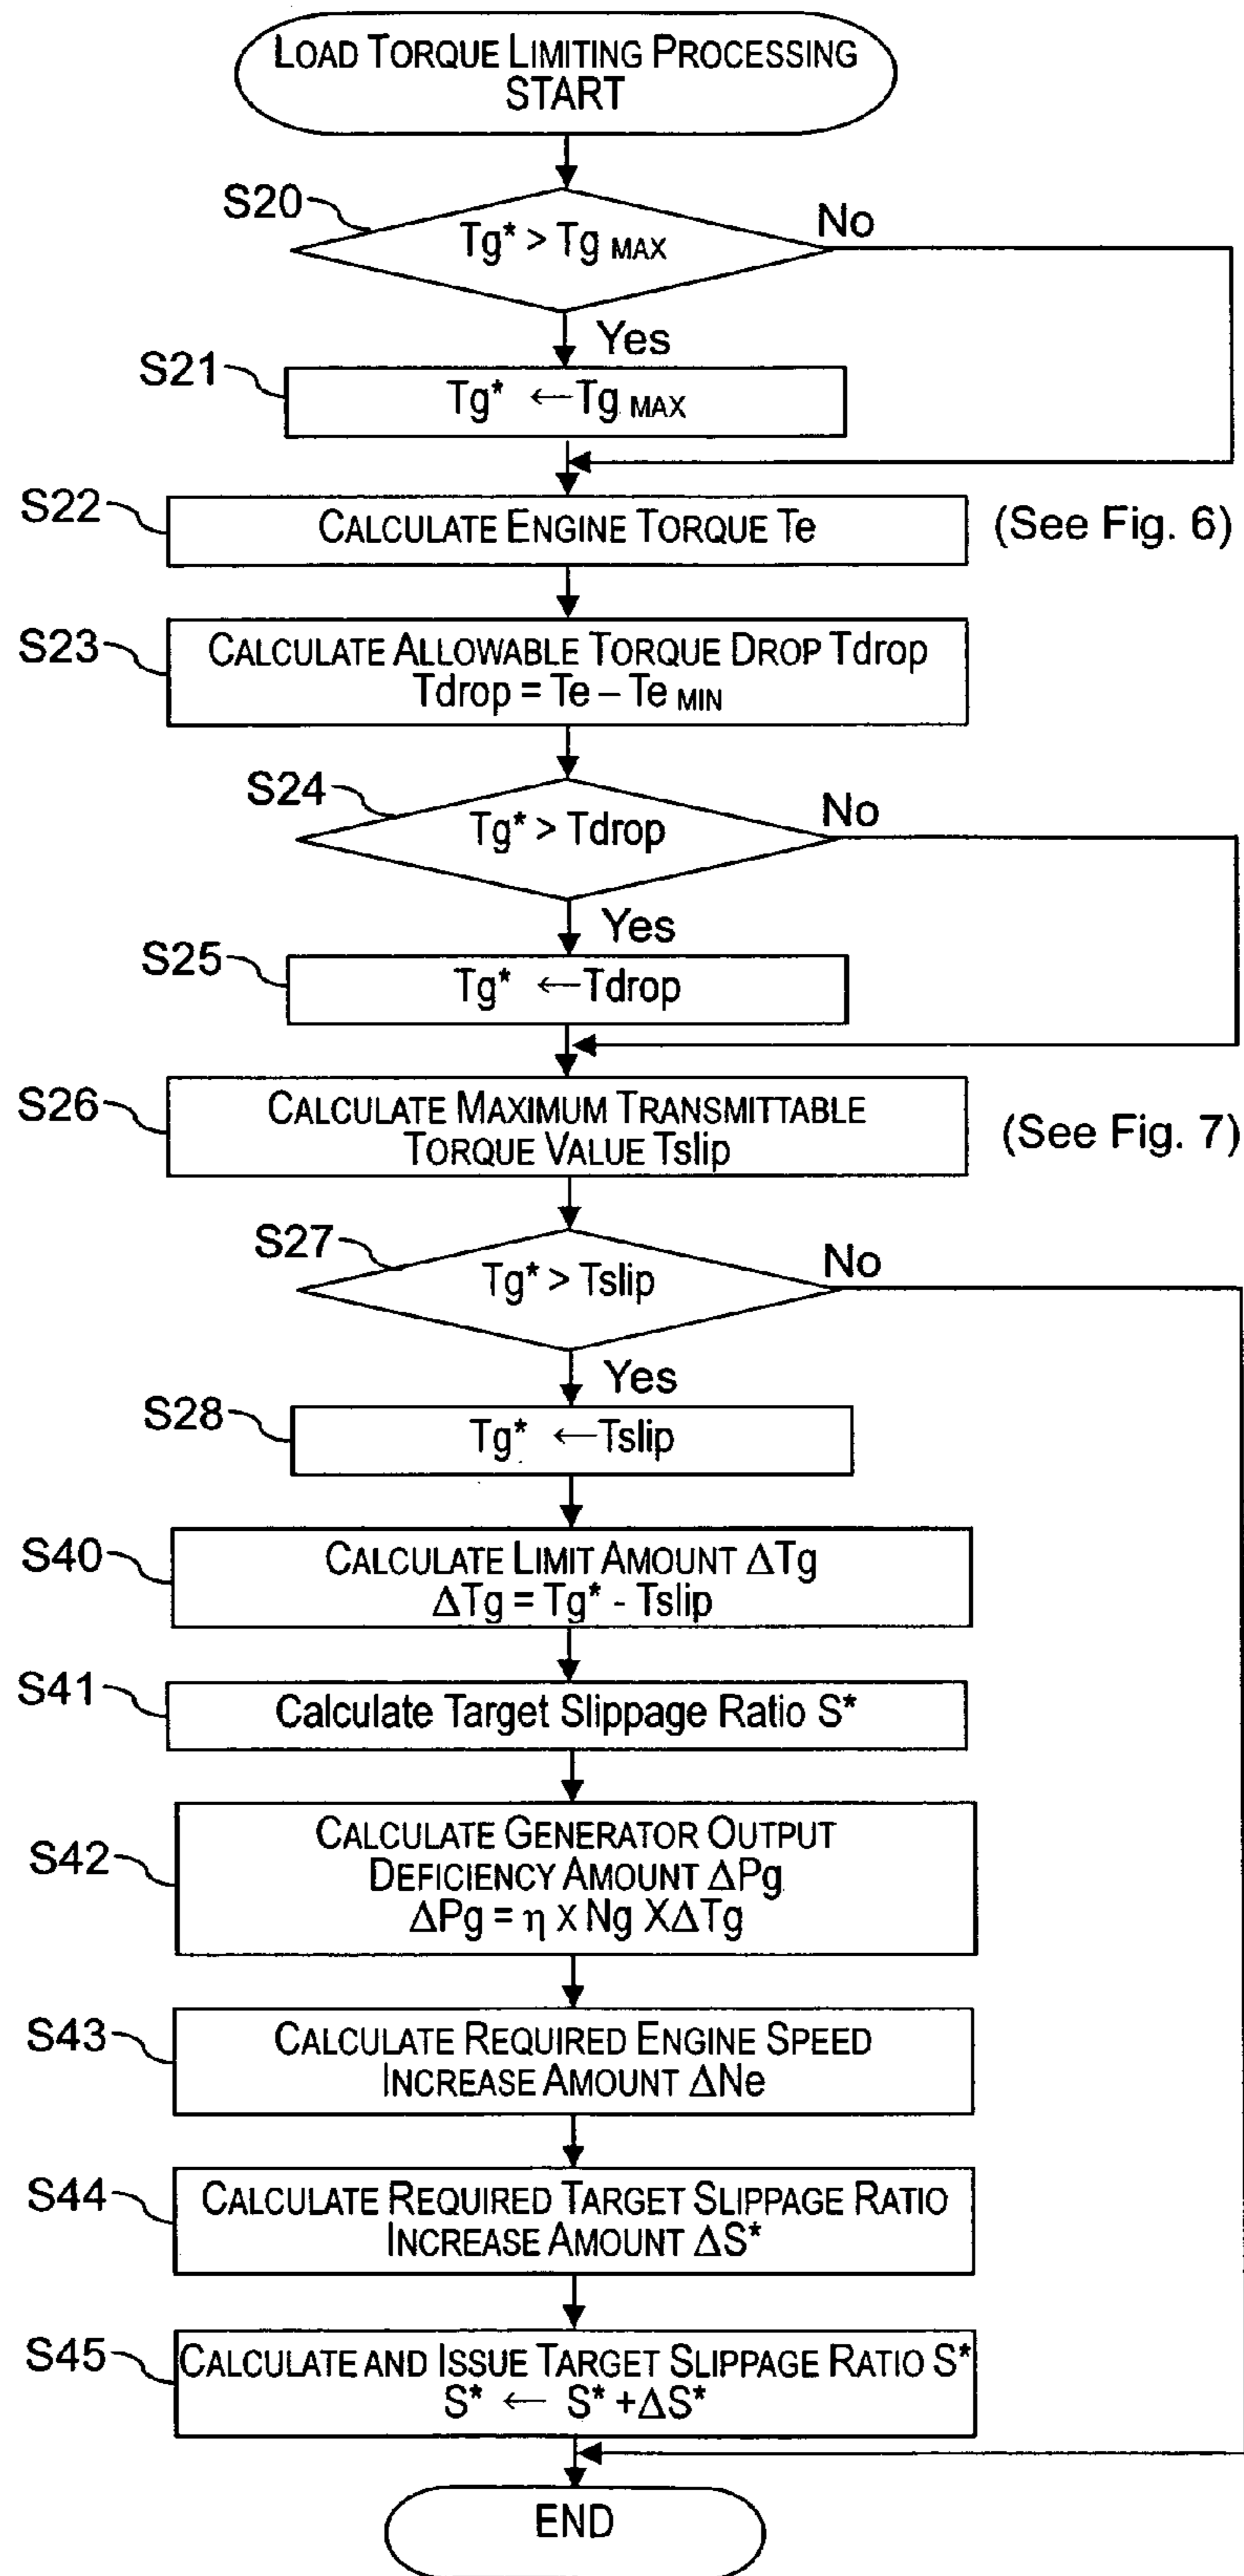 LOAD TORQUE LIMITING PROCESSING
START
S20
Tg* > Tg MAX
No
Yes
S21
Tg* ←Tg MAX
S22
CALCULATE ENGINE TORQUE Te
(See Fig. 6)
S23
CALCULATE ALLOWABLE TORQUE DROP Tdrop
Tdrop = Te – Te MIN
S24
Tg* > Tdrop
No
Yes
S25
Tg* ←Tdrop
S26
CALCULATE MAXIMUM TRANSMITTABLE
TORQUE VALUE Tslip
(See Fig. 7)
S27
Tg* > Tslip
No
Yes
S28
Tg* ←Tslip
S40
CALCULATE LIMIT AMOUNT ΔTg
ΔTg = Tg* - Tslip
S41
Calculate Target Slippage Ratio S*
S42
CALCULATE GENERATOR OUTPUT
DEFICIENCY AMOUNT ΔPg
ΔPg = η x Ng XΔTg
S43
CALCULATE REQUIRED ENGINE SPEED
INCREASE AMOUNT ΔNe
S44
CALCULATE REQUIRED TARGET SLIPPAGE RATIO
INCREASE AMOUNT ΔS*
S45
CALCULATE AND ISSUE TARGET SLIPPAGE RATIO S*
S* ← S* +ΔS*
END